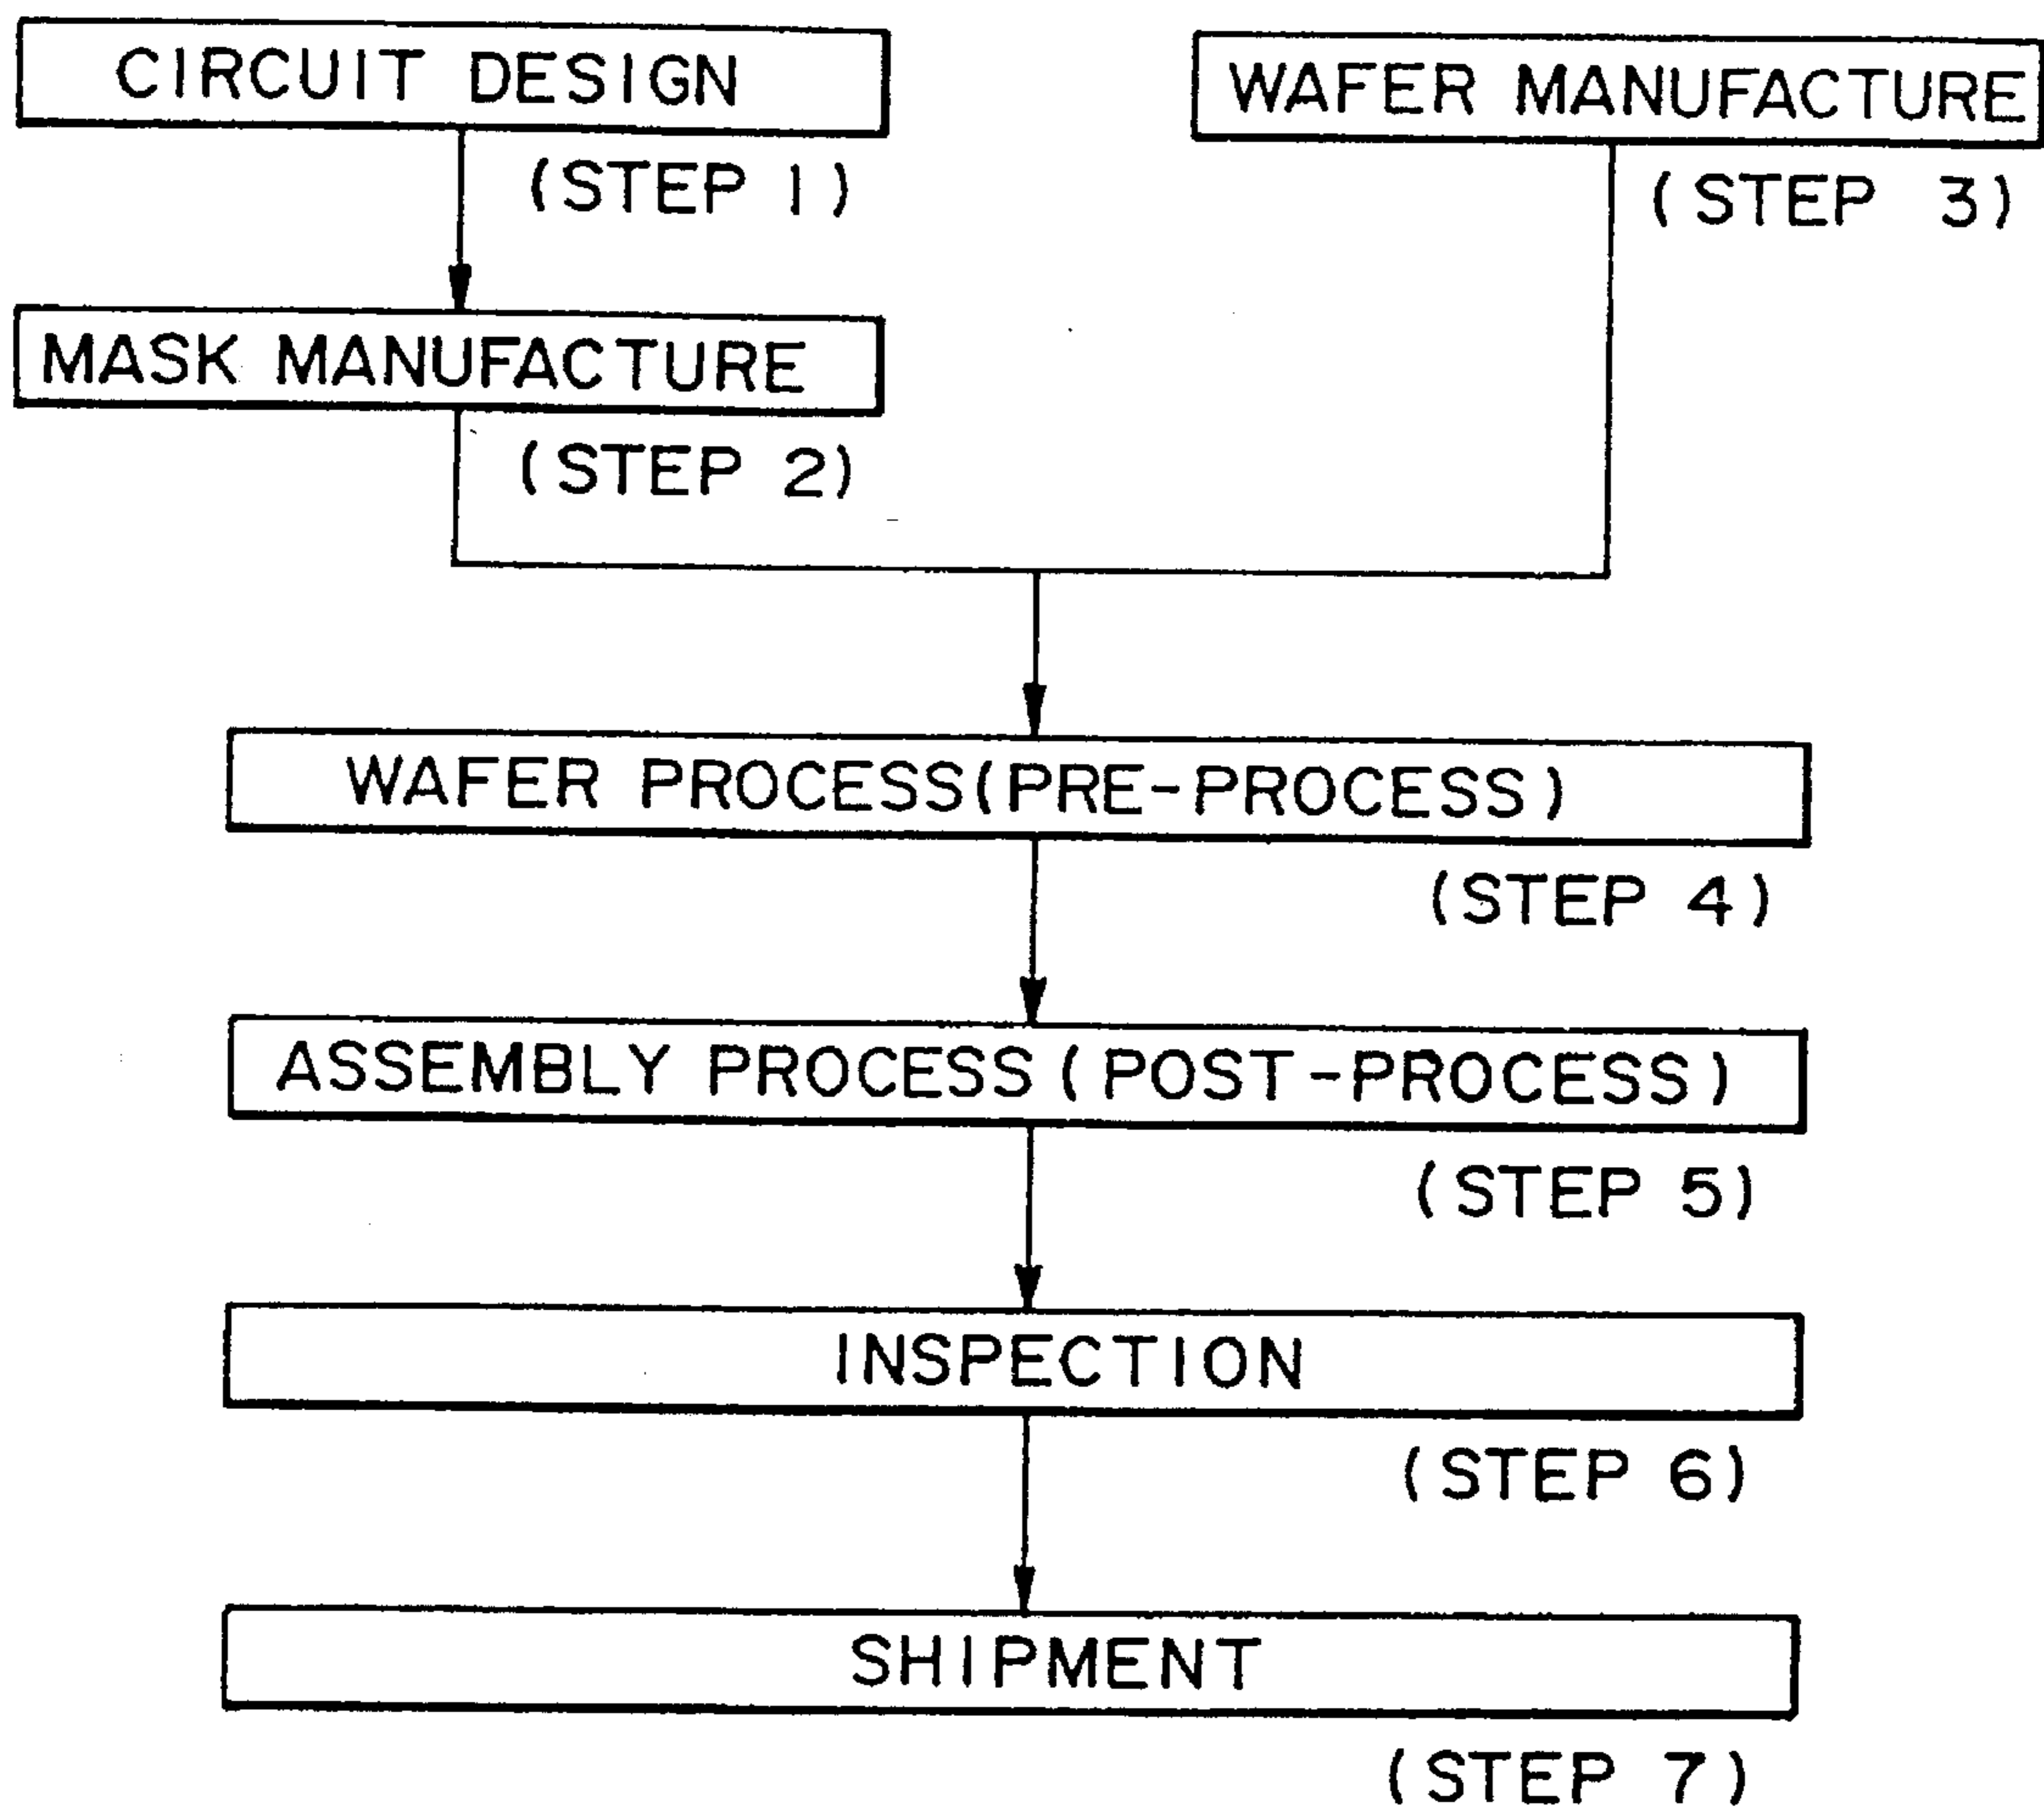 CIRCUIT DESIGN
(STEP 1)
WAFER MANUFACTURE
(STEP 3)
MASK MANUFACTURE
(STEP 2)
WAFER PROCESS(PRE-PROCESS)
(STEP 4)
ASSEMBLY PROCESS(POST-PROCESS)
(STEP 5)
INSPECTION
(STEP 6)
SHIPMENT
(STEP 7)